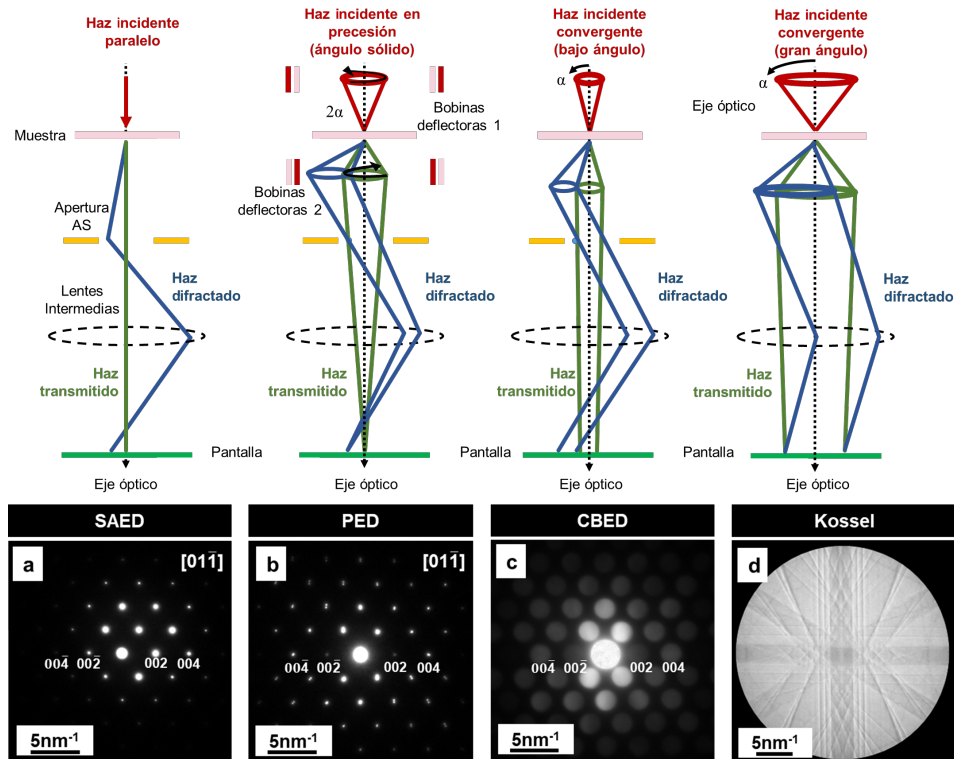 Haz incidente
paralelo
Haz incidente en
precesión
(ángulo sólido)
Haz incidente
convergente
(bajo ángulo)
Haz incidente
convergente
(gran ángulo)
2α
α
α
Eje óptico
Bobinas
deflectoras 1
Muestra
Bobinas
deflectoras 2
Apertura
AS
Lentes
Intermedias
Haz
difractado
Haz
difractado
Haz
difractado
Haz
difractado
Haz
transmitido
Haz
transmitido
Haz
transmitido
Haz
transmitido
Pantalla
Pantalla
Pantalla
Eje óptico
Eje óptico
Eje óptico
Eje óptico
SAED
PED
CBED
Kossel
a
[011̄]
b
[011̄]
c
d
004̄ 002̄ 002 004
004̄ 002̄ 002 004
004̄ 002̄ 002 004
5nm⁻¹
5nm⁻¹
5nm⁻¹
5nm⁻¹